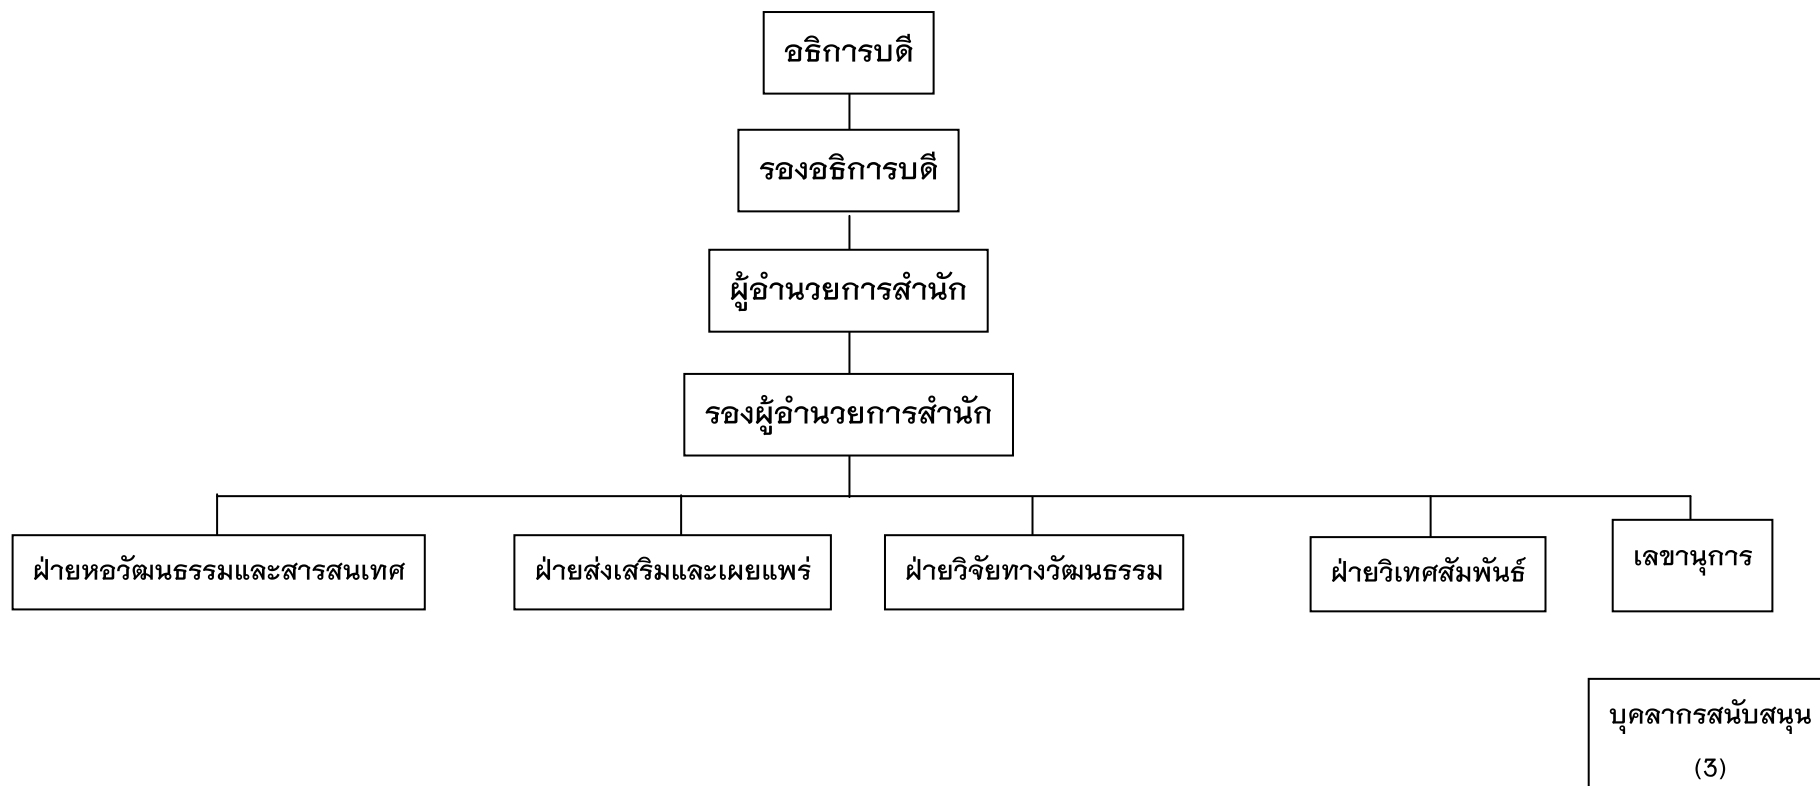 อธิการบดี
รองอธิการบดี
ผู้อำนวยการสำนัก
รองผู้อำนวยการสำนัก
ฝ่ายหอวัฒนธรรมและสารสนเทศ
ฝ่ายส่งเสริมและเผยแพร่
ฝ่ายวิจัยทางวัฒนธรรม
ฝ่ายวิเทศสัมพันธ์
เลขานุการ
บุคลากรสนับสนุน
(3)